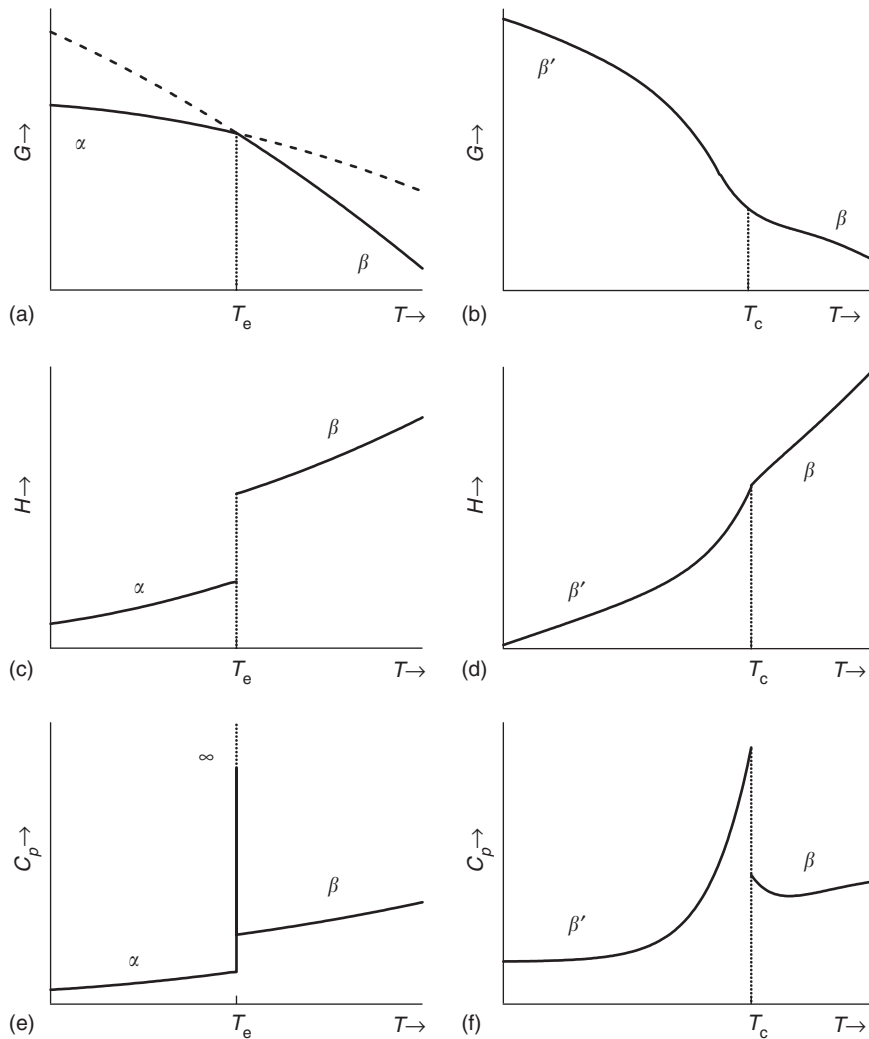 G→
α
β
(a)
T_e
T→
G→
β′
β
(b)
T_c
T→
H→
α
β
(c)
T_e
T→
H→
β′
β
(d)
T_c
T→
C_p→
∞
α
β
(e)
T_e
T→
C_p→
β′
β
(f)
T_c
T→